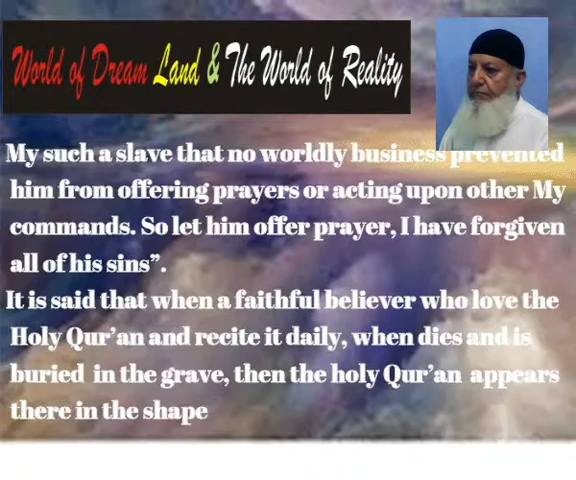 World of Dream Land & The World of Reality
My such a slave that no worldly business prevented
him from offering prayers or acting upon other My
commands. So let him offer prayer, I have forgiven
all of his sins”.
It is said that when a faithful believer who love the
Holy Qur’an and recite it daily, when dies and is
buried in the grave, then the holy Qur’an appears
there in the shape